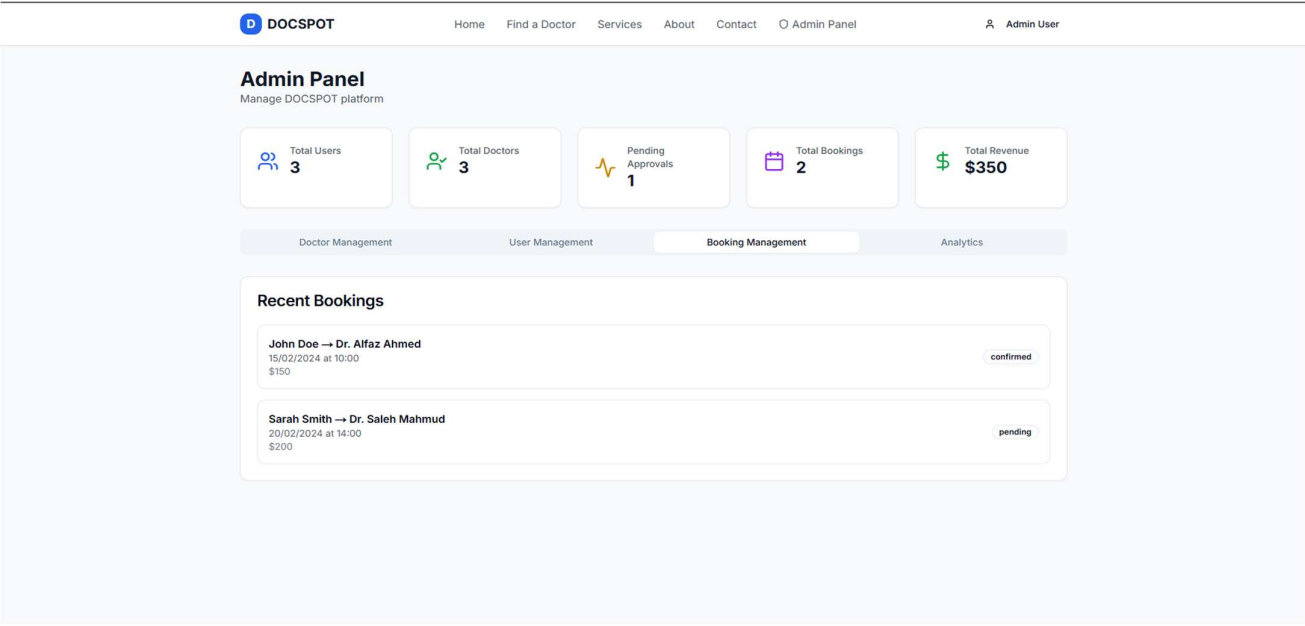 D DOCSPOT Home Find a Doctor Services About Contact Admin Panel Admin User
Admin Panel
Manage DOCSPOT platform
Total Users
3
Total Doctors
3
Pending
Approvals
1
Total Bookings
2
Total Revenue
$350
Doctor Management User Management Booking Management Analytics
Recent Bookings
John Doe → Dr. Alfaz Ahmed
15/02/2024 at 10:00
$150
confirmed
Sarah Smith → Dr. Saleh Mahmud
20/02/2024 at 14:00
$200
pending